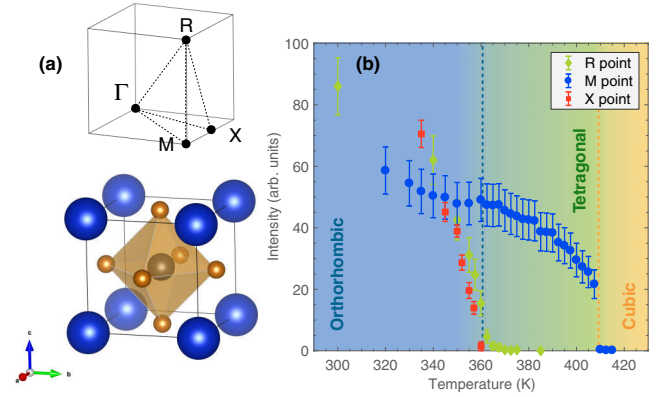 (a)
R
Γ
M
X
c
a
b
(b)
R point
M point
X point
Intensity (arb. units)
100
80
60
40
20
0
Orthorhombic
Tetragonal
Cubic
300
320
340
360
380
400
420
Temperature (K)